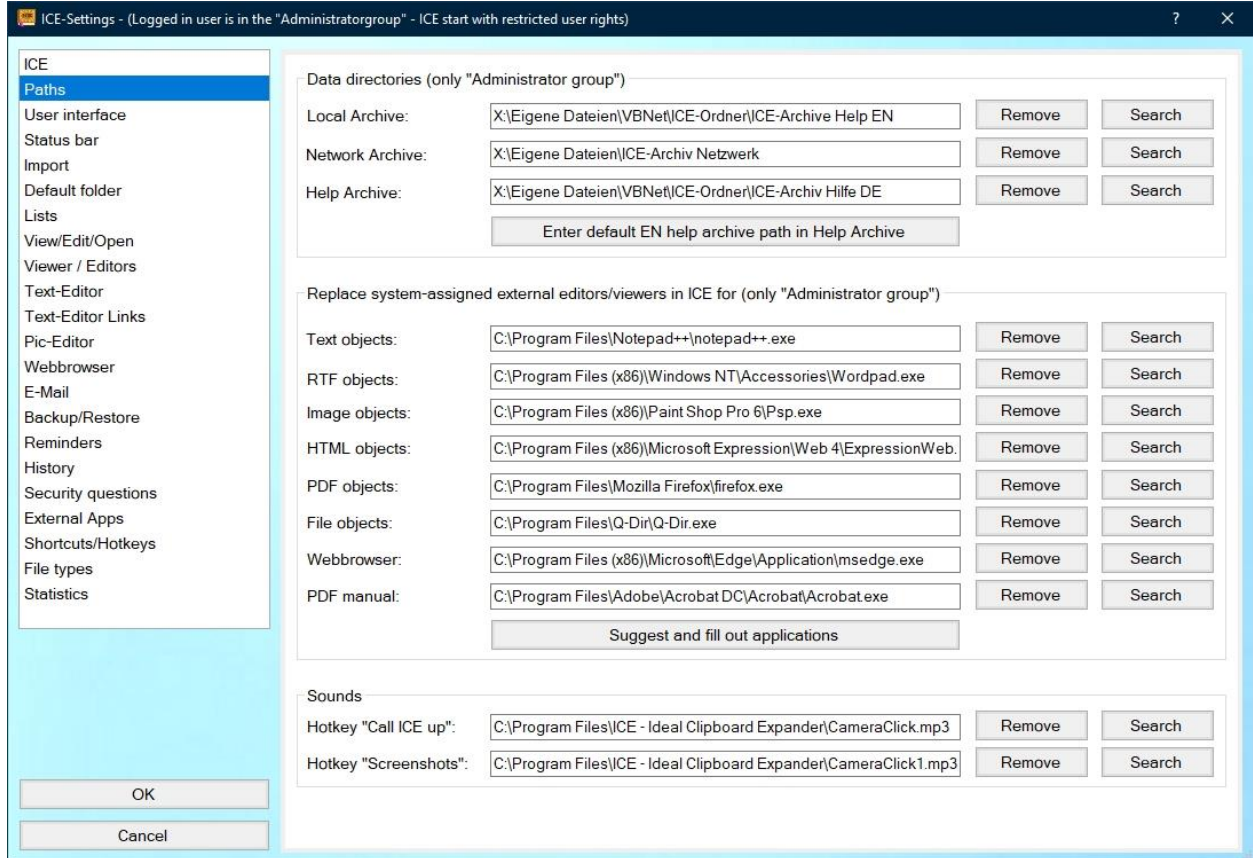 ICE-Settings - (Logged in user is in the "Administratorgroup" - ICE start with restricted user rights) ? ✕
ICE
Paths
User interface
Status bar
Import
Default folder
Lists
View/Edit/Open
Viewer / Editors
Text-Editor
Text-Editor Links
Pic-Editor
Webbrowser
E-Mail
Backup/Restore
Reminders
History
Security questions
External Apps
Shortcuts/Hotkeys
File types
Statistics
OK
Cancel
Data directories (only "Administrator group")
Local Archive: X:\Eigene Dateien\VBNet\ICE-Ordner\ICE-Archive Help EN Remove Search
Network Archive: X:\Eigene Dateien\ICE-Archiv Netzwerk Remove Search
Help Archive: X:\Eigene Dateien\VBNet\ICE-Ordner\ICE-Archiv Hilfe DE Remove Search
Enter default EN help archive path in Help Archive
Replace system-assigned external editors/viewers in ICE for (only "Administrator group")
Text objects: C:\Program Files\Notepad++\notepad++.exe Remove Search
RTF objects: C:\Program Files (x86)\Windows NT\Accessories\Wordpad.exe Remove Search
Image objects: C:\Program Files (x86)\Paint Shop Pro 6\Psp.exe Remove Search
HTML objects: C:\Program Files (x86)\Microsoft Expression\Web 4\ExpressionWeb. Remove Search
PDF objects: C:\Program Files\Mozilla Firefox\firefox.exe Remove Search
File objects: C:\Program Files\Q-Dir\Q-Dir.exe Remove Search
Webbrowser: C:\Program Files (x86)\Microsoft\Edge\Application\msedge.exe Remove Search
PDF manual: C:\Program Files\Adobe\Acrobat DC\Acrobat\Acrobat.exe Remove Search
Suggest and fill out applications
Sounds
Hotkey "Call ICE up": C:\Program Files\ICE - Ideal Clipboard Expander\CameraClick.mp3 Remove Search
Hotkey "Screenshots": C:\Program Files\ICE - Ideal Clipboard Expander\CameraClick1.mp3 Remove Search